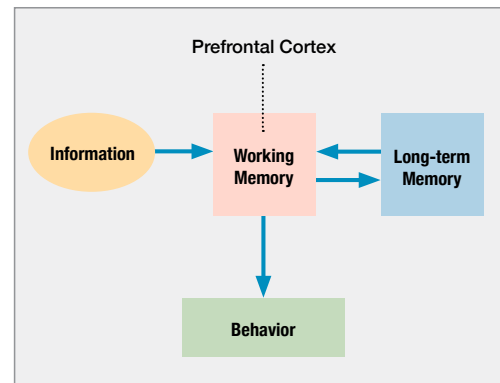 Prefrontal Cortex
Information
Working
Memory
Long-term
Memory
Behavior